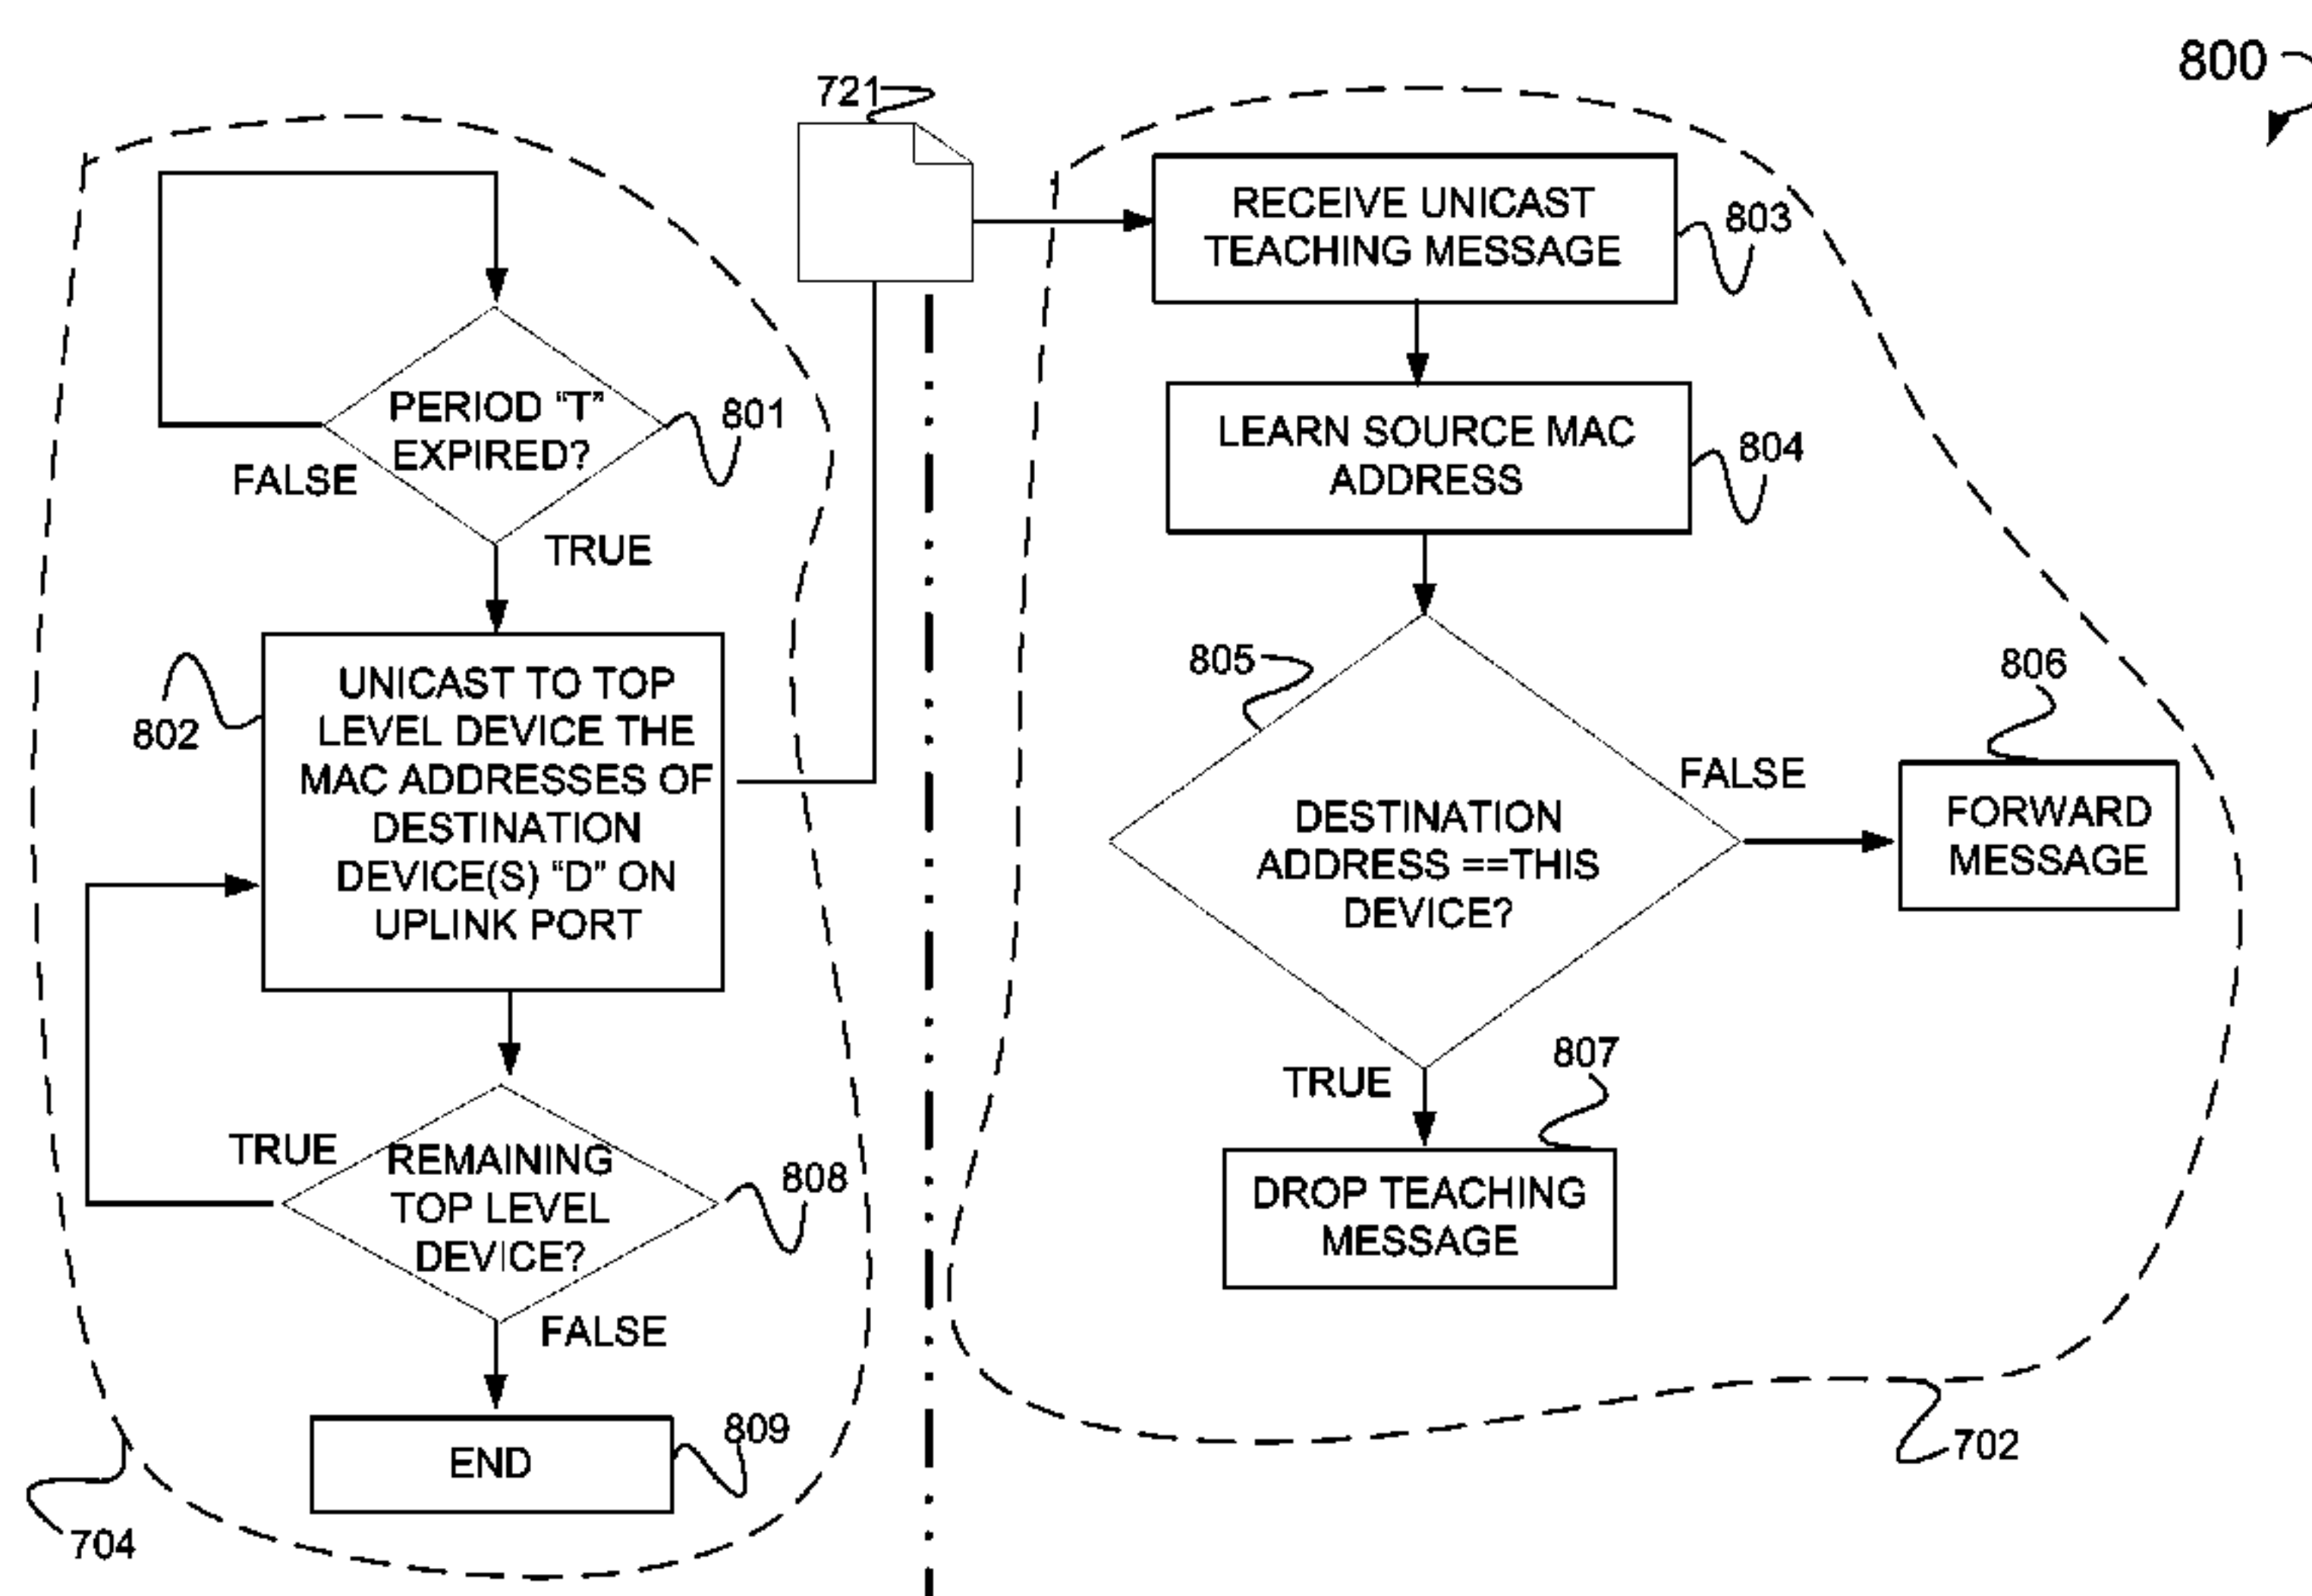 800
721
RECEIVE UNICAST
TEACHING MESSAGE
803
PERIOD “T”
EXPIRED?
801
FALSE
TRUE
LEARN SOURCE MAC
ADDRESS
804
UNICAST TO TOP
LEVEL DEVICE THE
MAC ADDRESSES OF
DESTINATION
DEVICE(S) “D” ON
UPLINK PORT
802
805
DESTINATION
ADDRESS ==THIS
DEVICE?
FALSE
806
FORWARD
MESSAGE
TRUE
807
DROP TEACHING
MESSAGE
TRUE
REMAINING
TOP LEVEL
DEVICE?
808
FALSE
END
809
704
702